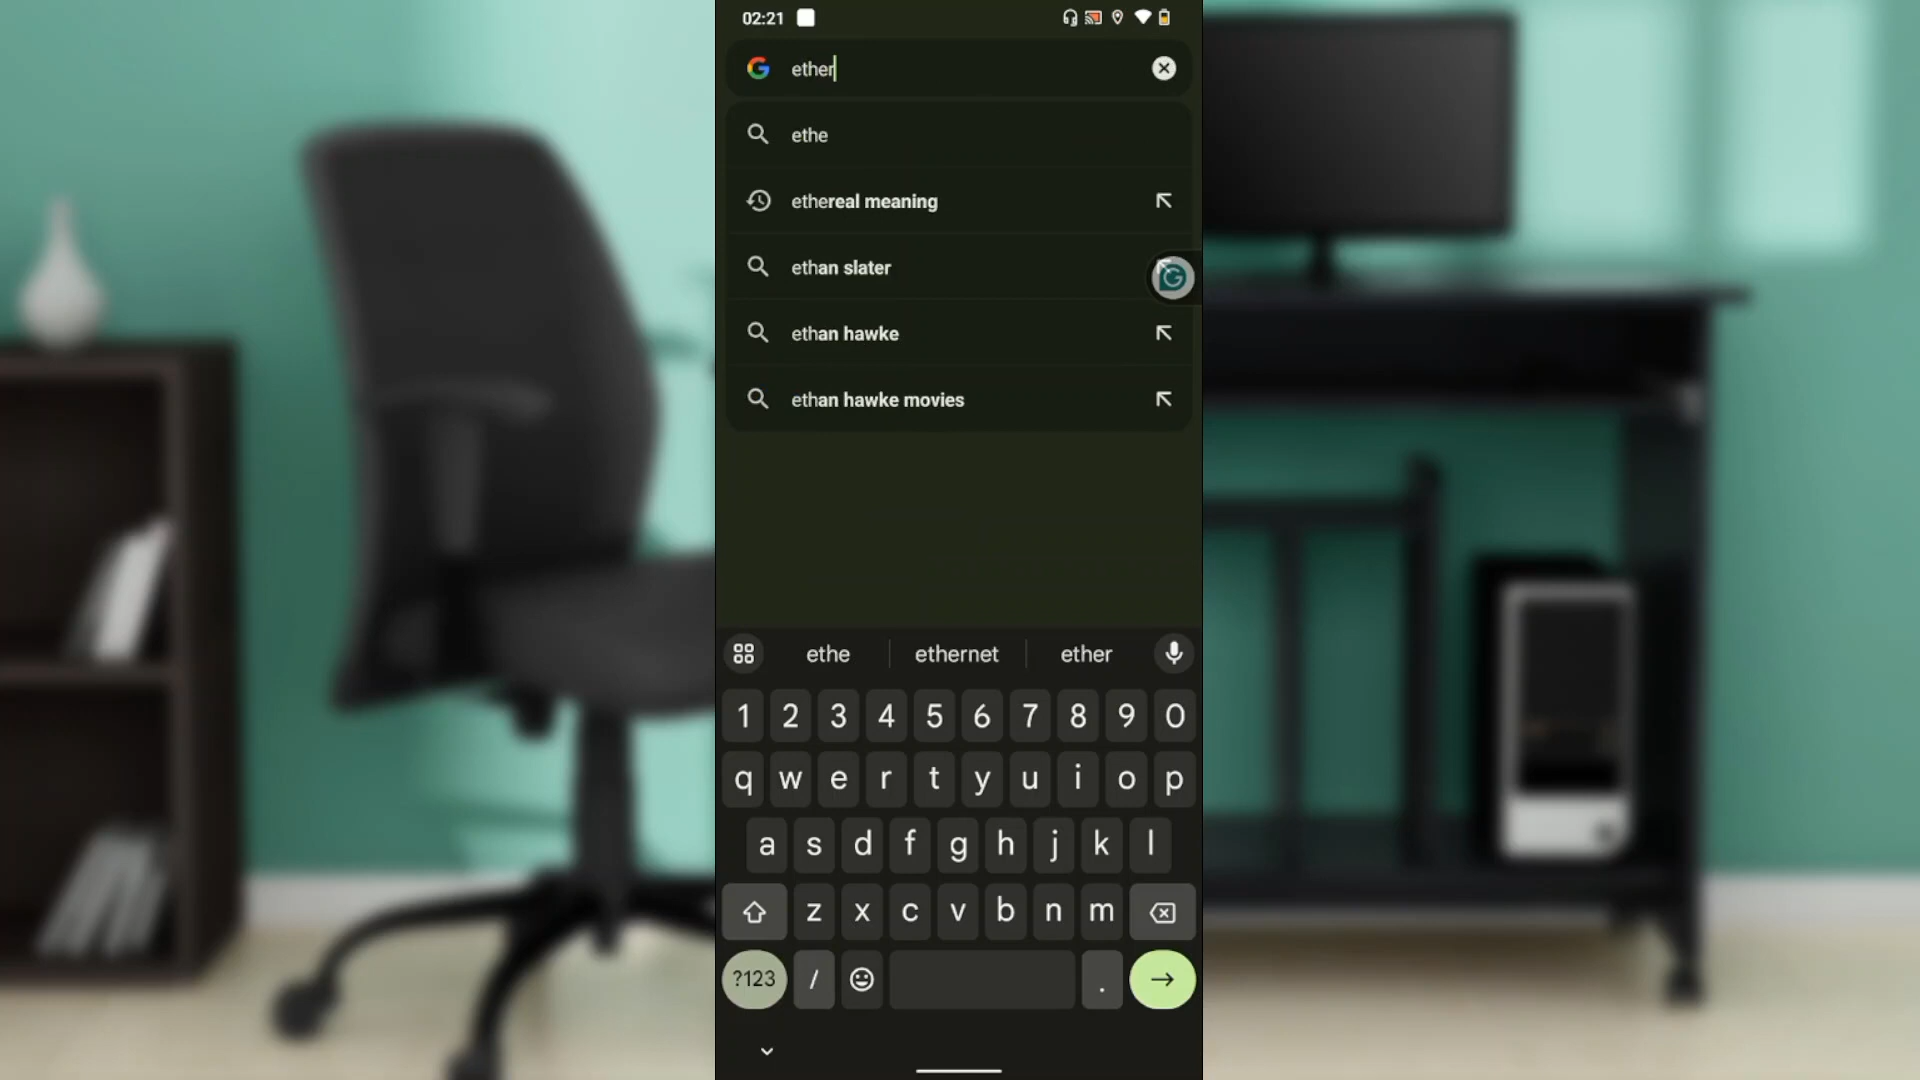 02:21
ether
ethe
ethereal meaning
ethan slater
ethan hawke
ethan hawke movies
ethe ethernet ether
1 2 3 4 5 6 7 8 9 0
q w e r t y u i o p
a s d f g h j k l
z x c v b n m
?123 / .